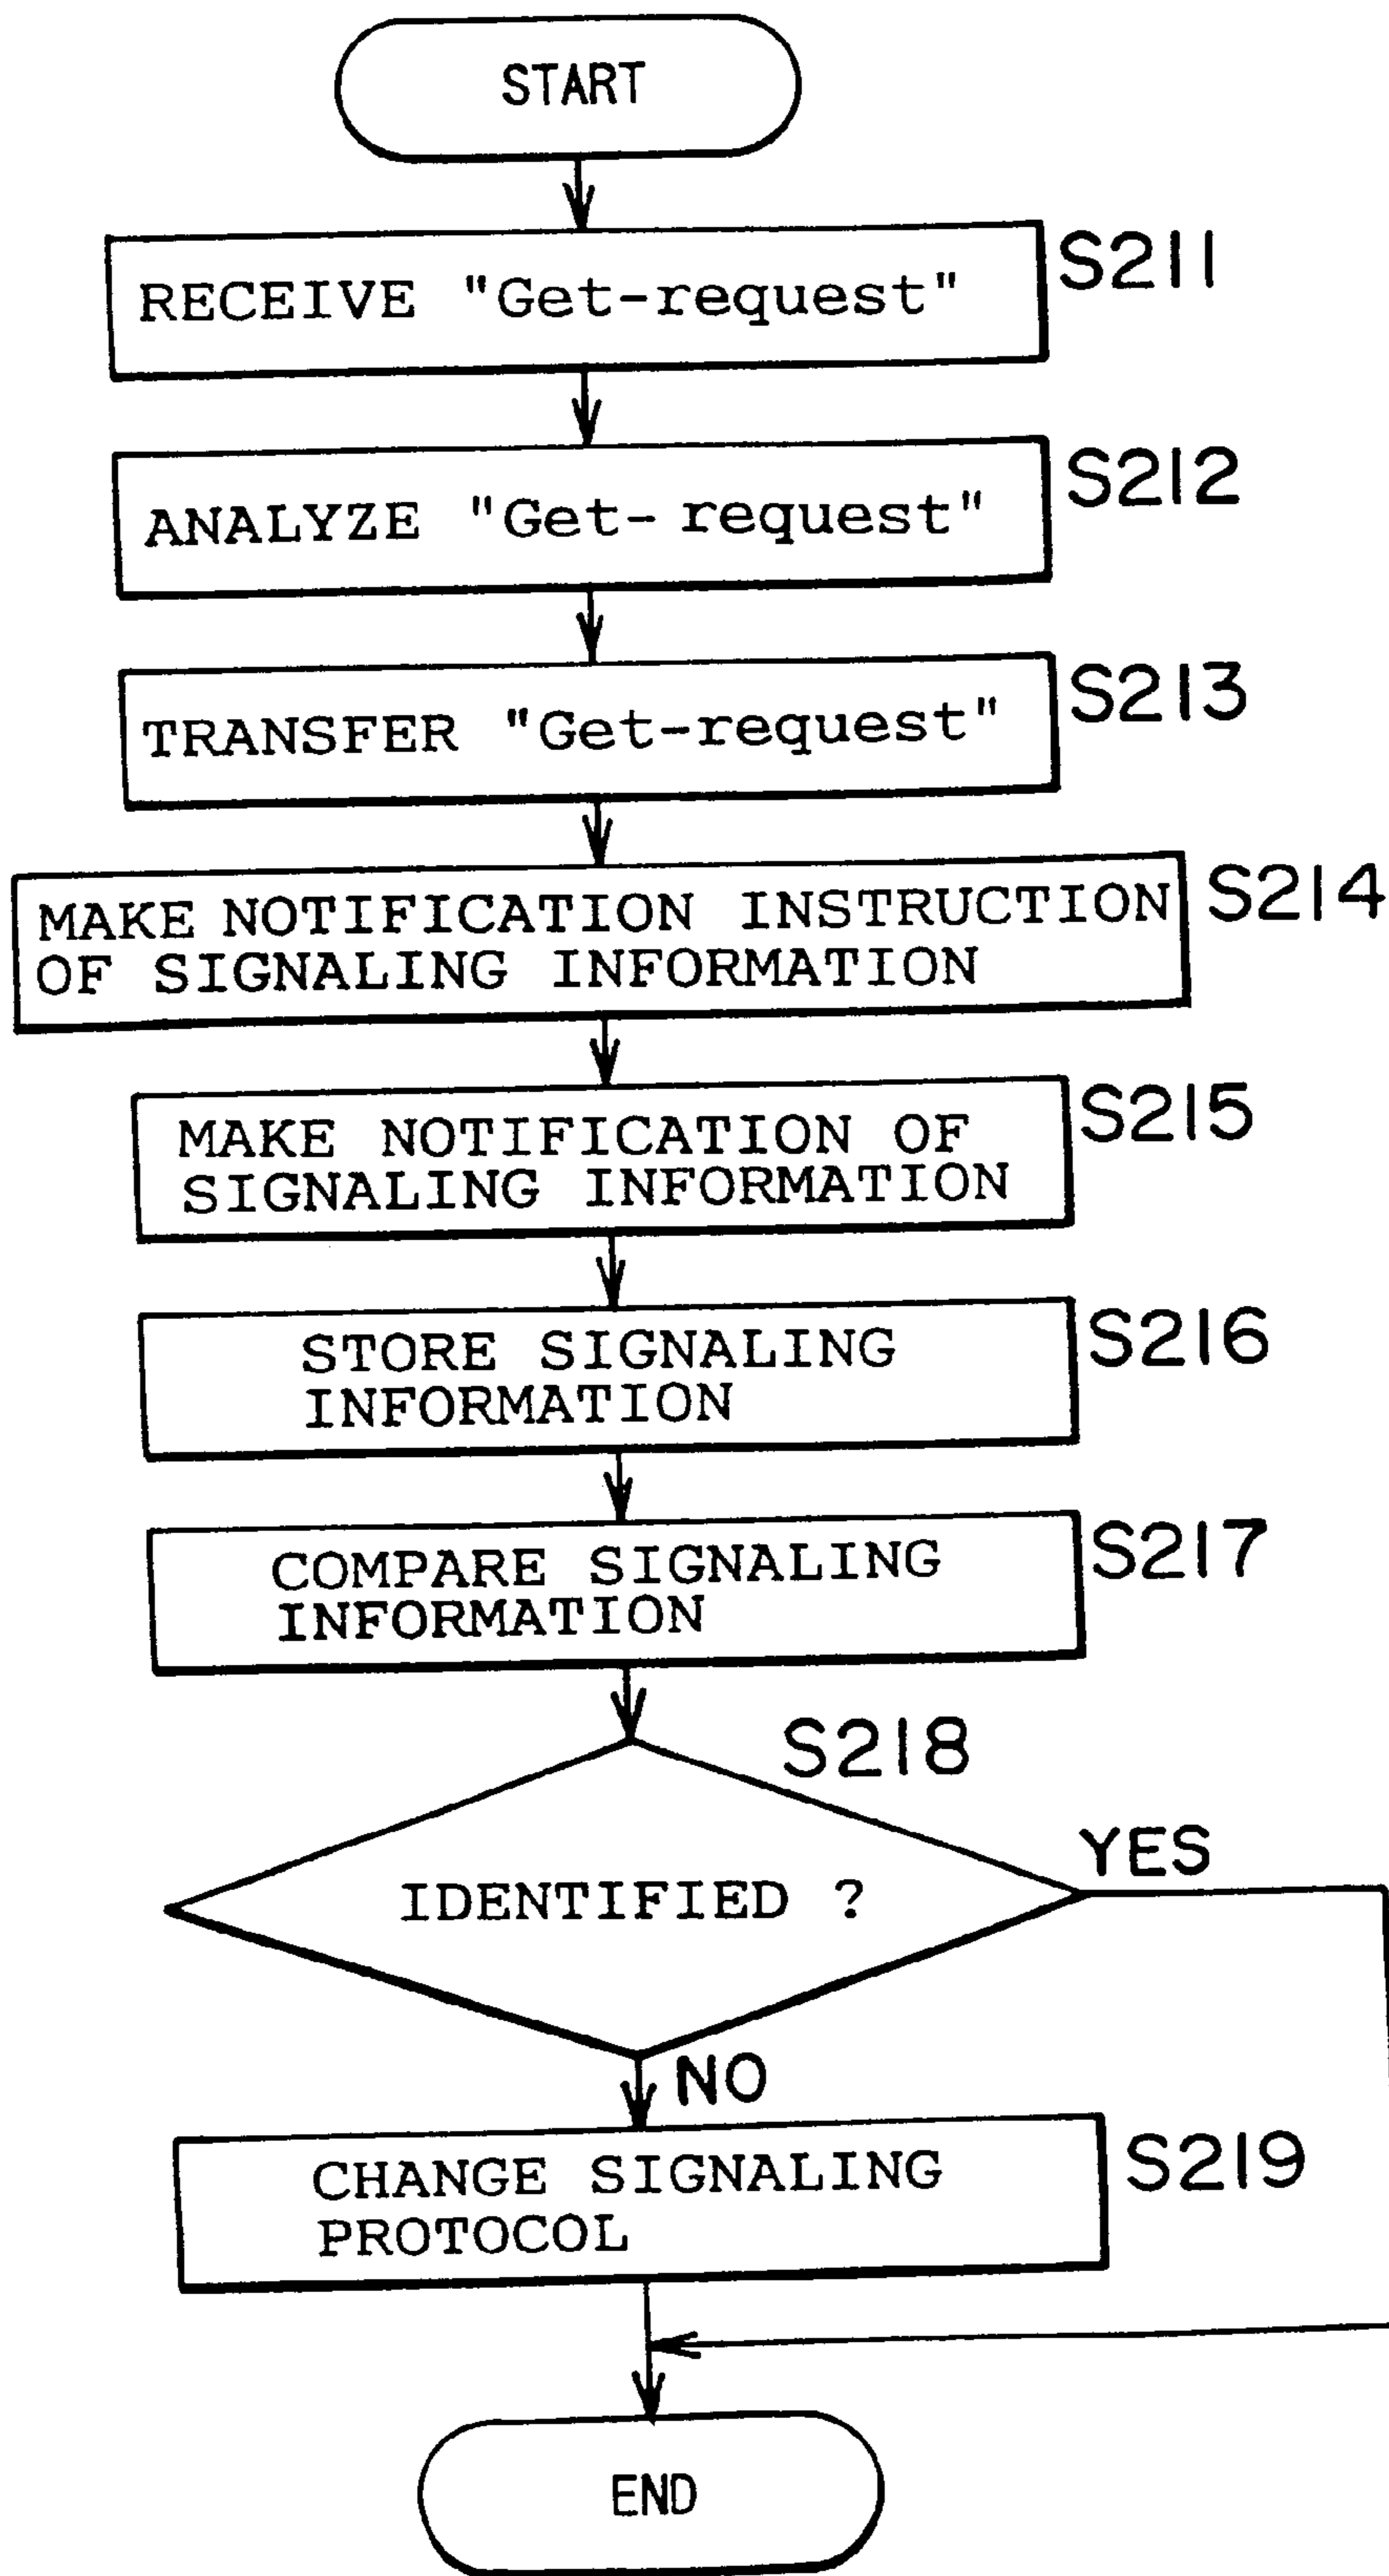 START
RECEIVE "Get-request"
S211
ANALYZE "Get-request"
S212
TRANSFER "Get-request"
S213
MAKE NOTIFICATION INSTRUCTION
OF SIGNALING INFORMATION
S214
MAKE NOTIFICATION OF
SIGNALING INFORMATION
S215
STORE SIGNALING
INFORMATION
S216
COMPARE SIGNALING
INFORMATION
S217
S218
IDENTIFIED ?
YES
NO
CHANGE SIGNALING
PROTOCOL
S219
END